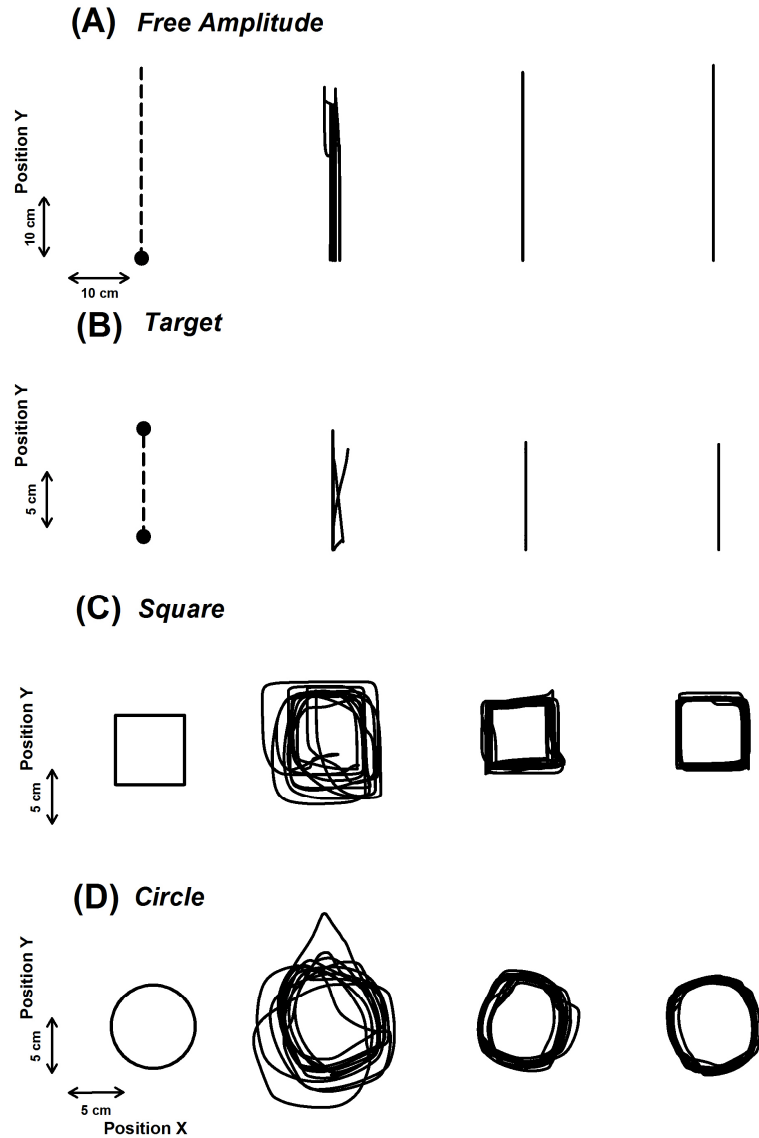 (A) Free Amplitude
Position Y
10 cm
10 cm
(B) Target
Position Y
5 cm
(C) Square
Position Y
5 cm
(D) Circle
Position Y
5 cm
5 cm
Position X